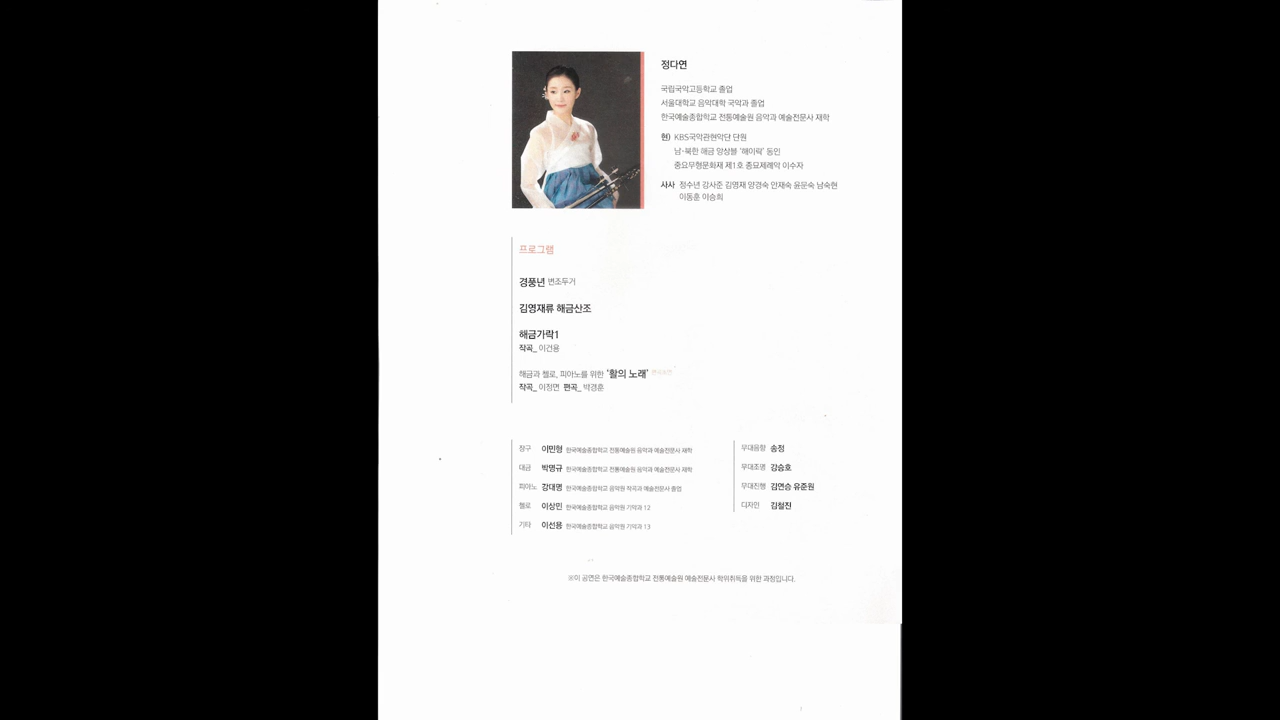 정다연
국립국악고등학교 졸업
서울대학교 음악대학 국악과 졸업
한국예술종합학교 전통예술원 음악과 예술전문사 재학
현) KBS국악관현악단 단원
남·북한 해금 앙상블 '해이락' 동인
중요무형문화재 제1호 종묘제례악 이수자
사사 정수년 강사준 김영재 양경숙 안재숙 윤문숙 남숙현
이동훈 이승희
프로그램
경풍년 변조두거
김영재류 해금산조
해금가락1
작곡_ 이건용
해금과 첼로, 피아노를 위한 '활의 노래'
작곡_ 이정면 편곡_ 박경훈
장구 이민형 한국예술종합학교 전통예술원 음악과 예술전문사 재학
대금 박명규 한국예술종합학교 전통예술원 음악과 예술전문사 재학
피아노 강대명 한국예술종합학교 음악원 작곡과 예술전문사 졸업
첼로 이상민 한국예술종합학교 음악원 기악과 12
기타 이선용 한국예술종합학교 음악원 기악과 13
무대음향 송정
무대조명 강승호
무대진행 김연승 유준원
디자인 김철진
※이 공연은 한국예술종합학교 전통예술원 예술전문사 학위취득을 위한 과정입니다.